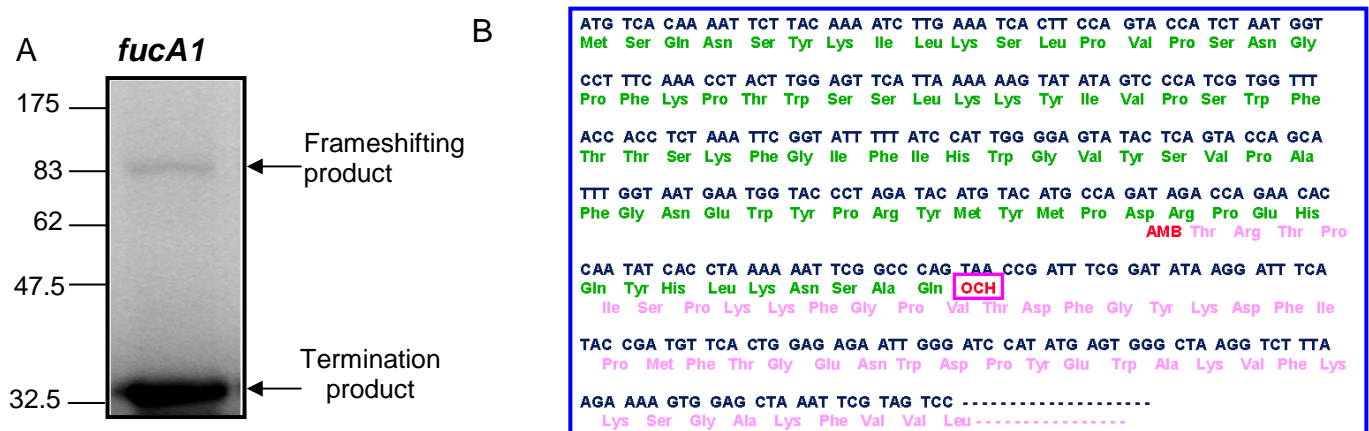 A
fucA1
175
83
62
47.5
32.5
Frameshifting
product
Termination
product
B
ATG TCA CAA AAT TCT TAC AAA ATC TTG AAA TCA CTT CCA GTA CCA TCT AAT GGT
Met Ser Gln Asn Ser Tyr Lys Ile Leu Lys Ser Leu Pro Val Pro Ser Asn Gly
CCT TTC AAA CCT ACT TGG AGT TCA TTA AAA AAG TAT ATA GTC CCA TCG TGG TTT
Pro Phe Lys Pro Thr Trp Ser Ser Leu Lys Lys Tyr Ile Val Pro Ser Trp Phe
ACC ACC TCT AAA TTC GGT ATT TTT ATC CAT TGG GGA GTA TAC TCA GTA CCA GCA
Thr Thr Ser Lys Phe Gly Ile Phe Ile His Trp Gly Val Tyr Ser Val Pro Ala
TTT GGT AAT GAA TGG TAC CCT AGA TAC ATG TAC ATG CCA GAT AGA CCA GAA CAC
Phe Gly Asn Glu Trp Tyr Pro Arg Tyr Met Tyr Met Pro Asp Arg Pro Glu His
AMB Thr Arg Thr Pro
CAA TAT CAC CTA AAA AAT TCG GCC CAG TAA CCG ATT TCG GAT ATA AGG ATT TCA
Gln Tyr His Leu Lys Asn Ser Ala Gln OCH
Ile Ser Pro Lys Lys Phe Gly Pro Val Thr Asp Phe Gly Tyr Lys Asp Phe Ile
TAC CGA TGT TCA CTG GAG AGA ATT GGG ATC CAT ATG AGT GGG CTA AGG TCT TTA
Pro Met Phe Thr Gly Glu Asn Trp Asp Pro Tyr Glu Trp Ala Lys Val Phe Lys
AGA AAA GTG GAG CTA AAT TCG TAG TCC --------------------
Lys Ser Gly Ala Lys Phe Val Val Leu-----------------